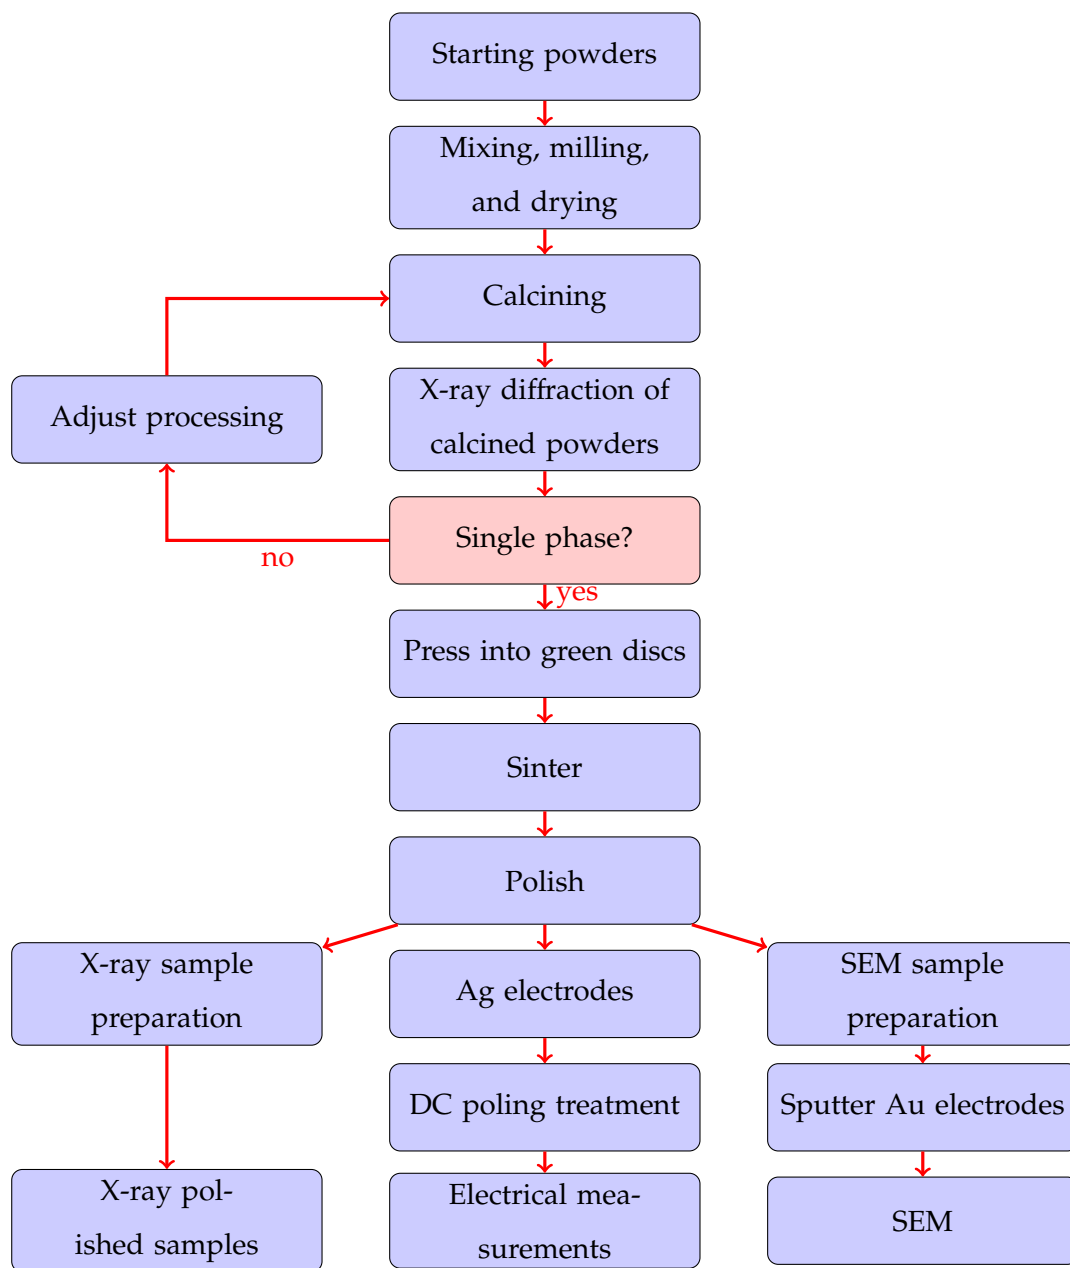 Starting powders
Mixing, milling,
and drying
Calcining
X-ray diffraction of
calcined powders
Adjust processing
Single phase?
no
yes
Press into green discs
Sinter
Polish
X-ray sample
preparation
Ag electrodes
SEM sample
preparation
DC poling treatment
Sputter Au electrodes
X-ray pol-
ished samples
Electrical mea-
surements
SEM